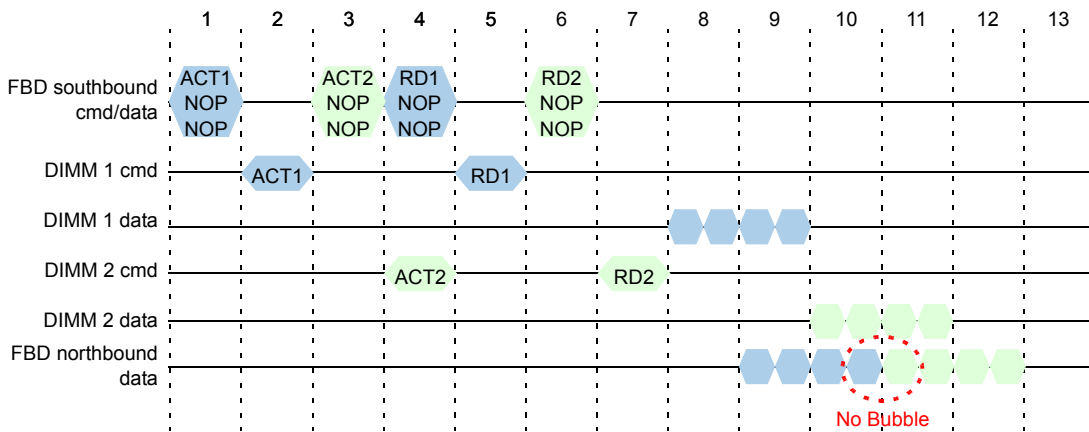 1 2 3 4 5 6 7 8 9 10 11 12 13
FBD southbound
cmd/data
ACT1
NOP
NOP
ACT2
NOP
NOP
RD1
NOP
NOP
RD2
NOP
NOP
DIMM 1 cmd
ACT1
RD1
DIMM 1 data
DIMM 2 cmd
ACT2
RD2
DIMM 2 data
FBD northbound
data
No Bubble